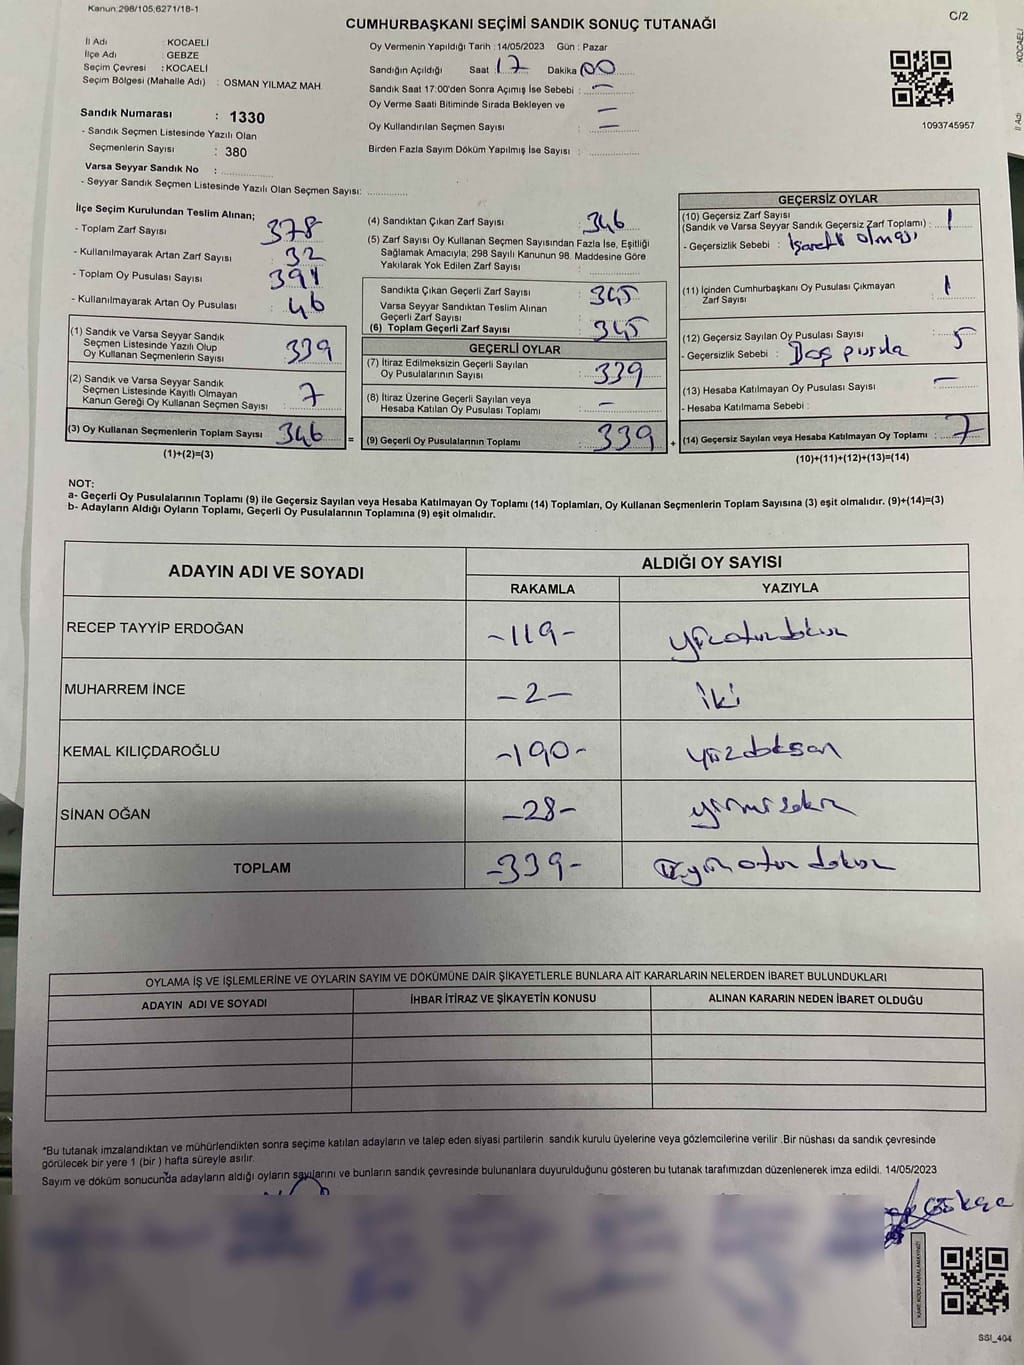 Kanun:298/105,6271/18-1
C/2
CUMHURBAŞKANI SEÇİMİ SANDIK SONUÇ TUTANAĞI
İl Adı : KOCAELİ
İlçe Adı : GEBZE
Seçim Çevresi : KOCAELİ
Seçim Bölgesi (Mahalle Adı) : OSMAN YILMAZ MAH.
Sandık Numarası : 1330
- Sandık Seçmen Listesinde Yazılı Olan
Seçmenlerin Sayısı : 380
Varsa Seyyar Sandık No :
- Seyyar Sandık Seçmen Listesinde Yazılı Olan Seçmen Sayısı:
Oy Vermenin Yapıldığı Tarih :14/05/2023 Gün : Pazar
Sandığın Açıldığı Saat : 17 Dakika : 00
Sandık Saat 17:00'den Sonra Açımış İse Sebebi : —
Oy Verme Saati Bitiminde Sırada Bekleyen ve —
Oy Kullandırılan Seçmen Sayısı : —
Birden Fazla Sayım Döküm Yapılmış İse Sayısı :
1093745957
KOCAELİ
İl Adı
İlçe Seçim Kurulundan Teslim Alınan;
- Toplam Zarf Sayısı : 378
- Kullanılmayarak Artan Zarf Sayısı : 32
- Toplam Oy Pusulası Sayısı : 391
- Kullanılmayarak Artan Oy Pusulası : 46
(1) Sandık ve Varsa Seyyar Sandık
Seçmen Listesinde Yazılı Olup
Oy Kullanan Seçmenlerin Sayısı : 339
(2) Sandık ve Varsa Seyyar Sandık
Seçmen Listesinde Kayıtlı Olmayan
Kanun Gereği Oy Kullanan Seçmen Sayısı : 7
(3) Oy Kullanan Seçmenlerin Toplam Sayısı : 346
(1)+(2)=(3)
(4) Sandıktan Çıkan Zarf Sayısı : 346
(5) Zarf Sayısı Oy Kullanan Seçmen Sayısından Fazla İse, Eşitliği
Sağlamak Amacıyla; 298 Sayılı Kanunun 98. Maddesine Göre
Yakılarak Yok Edilen Zarf Sayısı :
Sandıkta Çıkan Geçerli Zarf Sayısı : 345
Varsa Seyyar Sandıktan Teslim Alınan
Geçerli Zarf Sayısı :
(6) Toplam Geçerli Zarf Sayısı : 345
GEÇERLİ OYLAR
(7) İtiraz Edilmeksizin Geçerli Sayılan
Oy Pusulalarının Sayısı : 339
(8) İtiraz Üzerine Geçerli Sayılan veya
Hesaba Katılan Oy Pusulası Toplamı : —
= (9) Geçerli Oy Pusulalarının Toplamı : 339 +
GEÇERSİZ OYLAR
(10) Geçersiz Zarf Sayısı
(Sandık ve Varsa Seyyar Sandık Geçersiz Zarf Toplamı) : 1
- Geçersizlik Sebebi : İşaretli olması
(11) İçinden Cumhurbaşkanı Oy Pusulası Çıkmayan
Zarf Sayısı : 1
(12) Geçersiz Sayılan Oy Pusulası Sayısı : 5
- Geçersizlik Sebebi : Boş pusula
(13) Hesaba Katılmayan Oy Pusulası Sayısı : —
- Hesaba Katılmama Sebebi :
(14) Geçersiz Sayılan veya Hesaba Katılmayan Oy Toplamı : 7
(10)+(11)+(12)+(13)=(14)
NOT:
a- Geçerli Oy Pusulalarının Toplamı (9) ile Geçersiz Sayılan veya Hesaba Katılmayan Oy Toplamı (14) Toplamları, Oy Kullanan Seçmenlerin Toplam Sayısına (3) eşit olmalıdır. (9)+(14)=(3)
b- Adayların Aldığı Oyların Toplamı, Geçerli Oy Pusulalarının Toplamına (9) eşit olmalıdır.
ADAYIN ADI VE SOYADI ALDIĞI OY SAYISI
RAKAMLA YAZIYLA
RECEP TAYYİP ERDOĞAN -119- yüzondokuz
MUHARREM İNCE -2- iki
KEMAL KILIÇDAROĞLU -190- yüzdoksan
SİNAN OĞAN -28- yirmisekiz
TOPLAM -339- Üçyüzotuzdokuz
OYLAMA İŞ VE İŞLEMLERİNE VE OYLARIN SAYIM VE DÖKÜMÜNE DAİR ŞİKAYETLERLE BUNLARA AİT KARARLARIN NELERDEN İBARET BULUNDUKLARI
ADAYIN ADI VE SOYADI İHBAR İTİRAZ VE ŞİKAYETİN KONUSU ALINAN KARARIN NEDEN İBARET OLDUĞU
*Bu tutanak imzalandıktan ve mühürlendikten sonra seçime katılan adayların ve talep eden siyasi partilerin sandık kurulu üyelerine veya gözlemcilerine verilir .Bir nüshası da sandık çevresinde
görülecek bir yere 1 (bir ) hafta süreyle asılır.
Sayım ve döküm sonucunda adayların aldığı oyların sayılarını ve bunların sandık çevresinde bulunanlara duyurulduğunu gösteren bu tutanak tarafımızdan düzenlenerek imza edildi. 14/05/2023
SSI_404